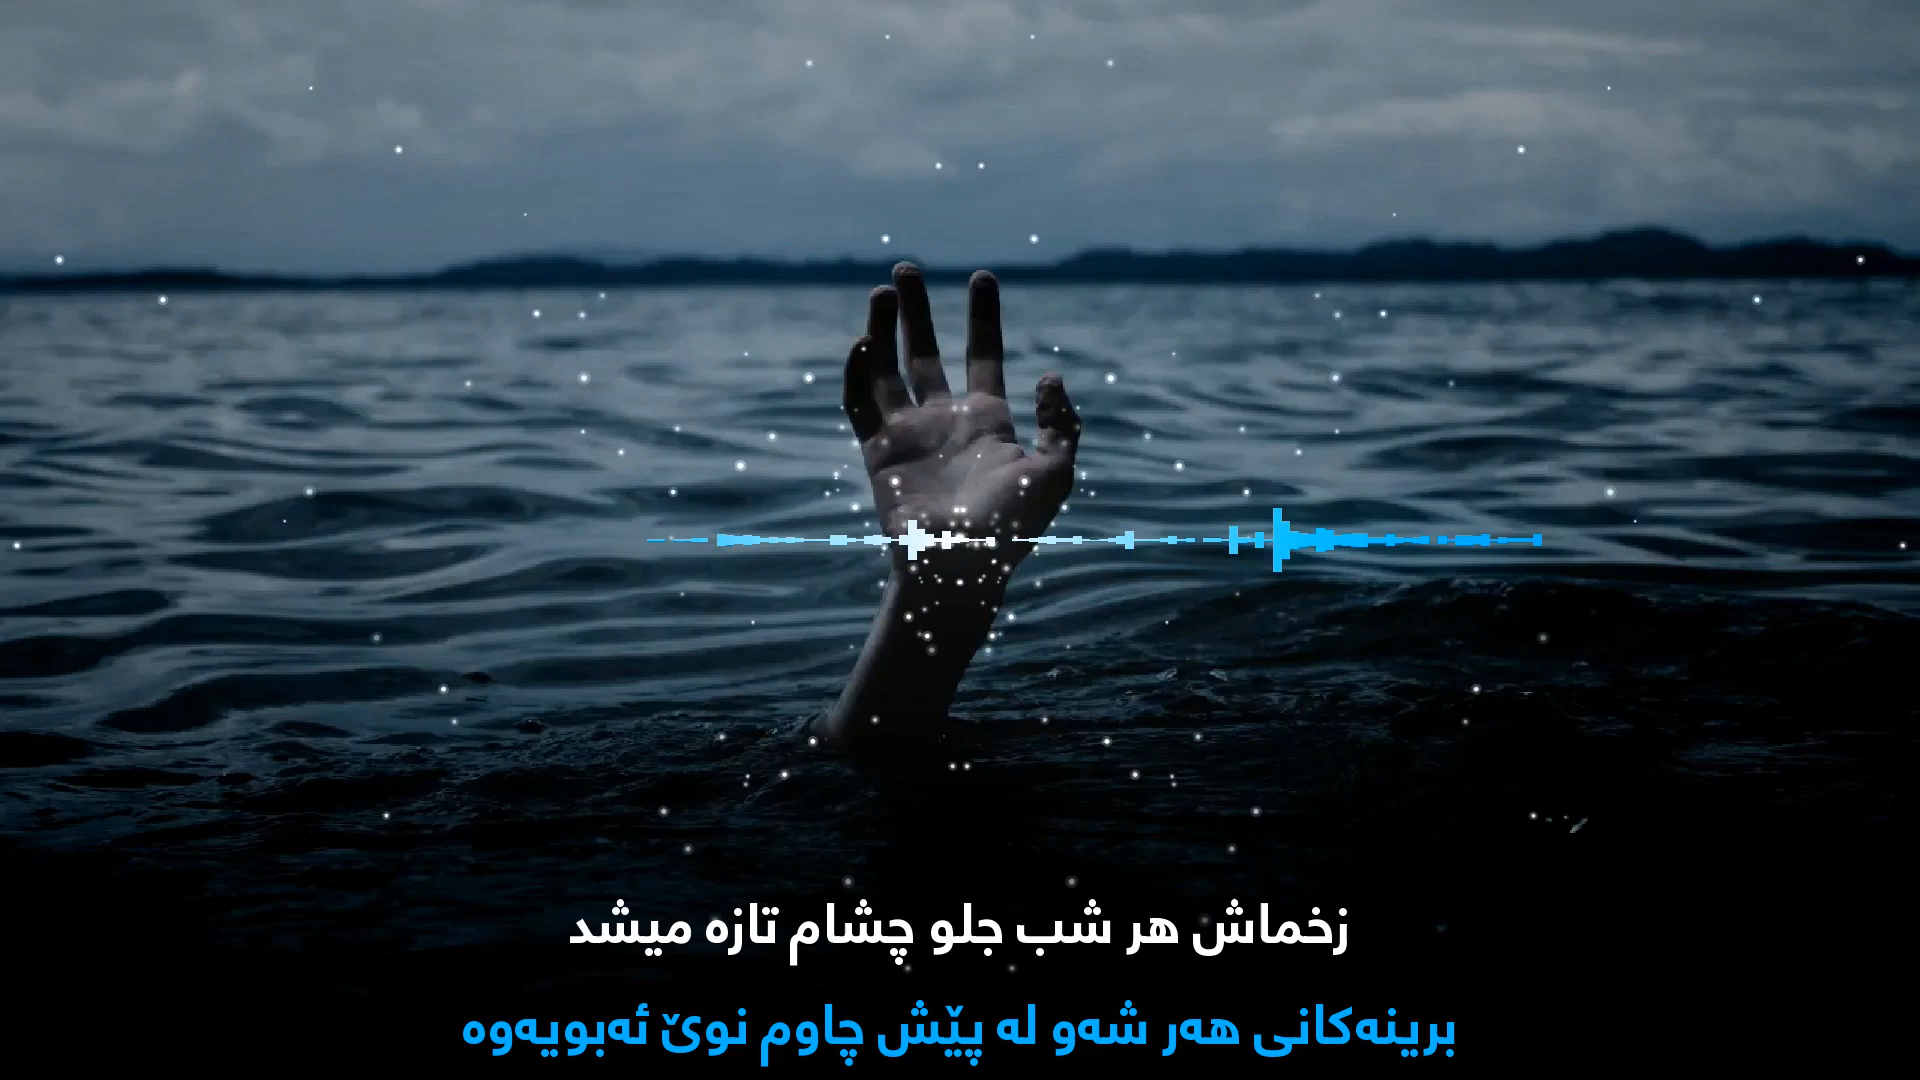 زخماش هر شب جلو چشام تازه میشد
برینەکانی هەر شەو لە پێش چاوم نوێ ئەبویەوە